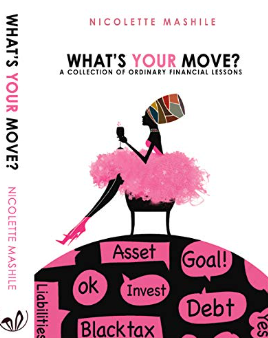 WHAT'S YOUR MOVE?
NICOLETTE MASHILE
NICOLETTE MASHILE
WHAT'S YOUR MOVE?
A COLLECTION OF ORDINARY FINANCIAL LESSONS
Asset
Goal!
ok
Invest
Debt
Liabilities
Blacktax
Yes